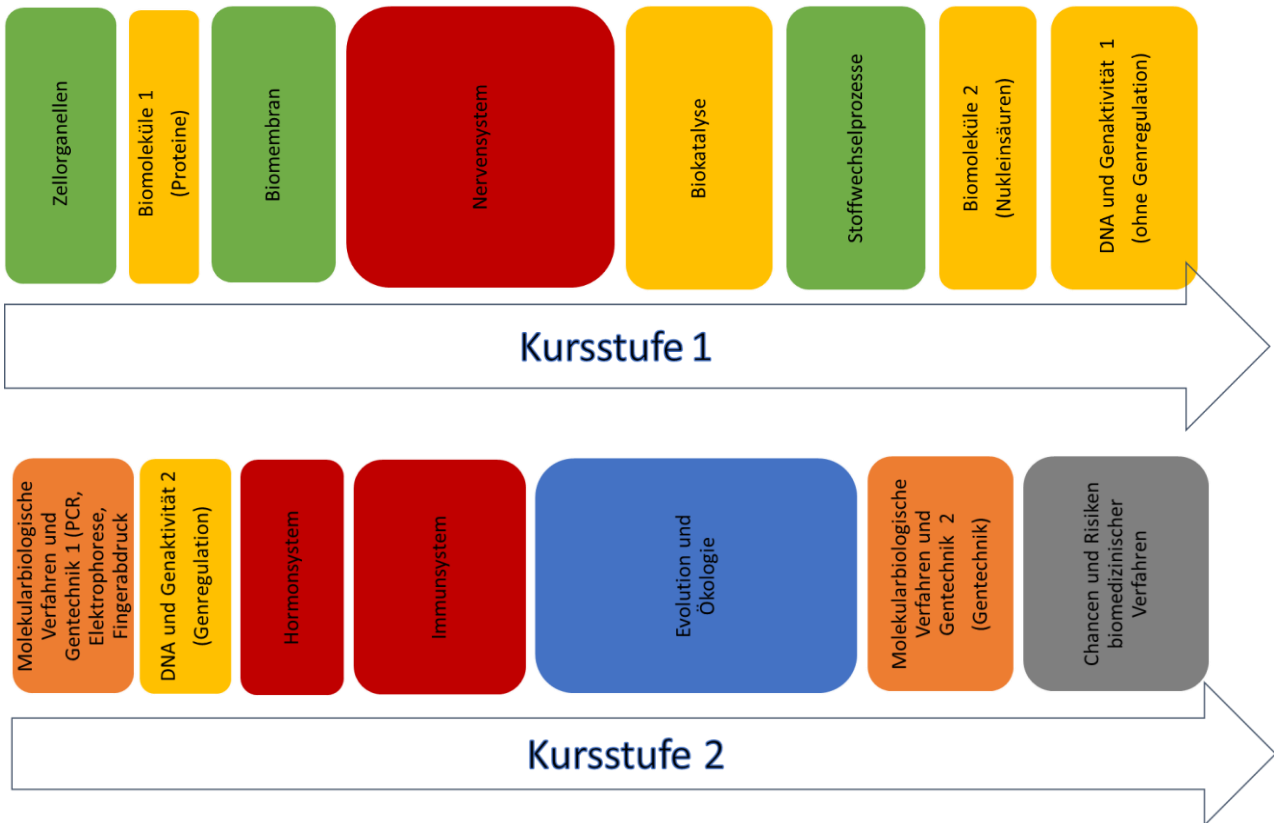 Zellorganellen
Biomoleküle 1
(Proteine)
Biomembran
Nervensystem
Biokatalyse
Stoffwechselprozesse
Biomoleküle 2
(Nukleinsäuren)
DNA und Genaktivität 1
(ohne Genregulation)
Kursstufe 1
Molekularbiologische
Verfahren und
Gentechnik 1 (PCR,
Elektrophorese,
Fingerabdruck
DNA und Genaktivität 2
(Genregulation)
Hormonsystem
Immunsystem
Evolution und
Ökologie
Molekularbiologische
Verfahren und
Gentechnik 2
(Gentechnik)
Chancen und Risiken
biomedizinischer
Verfahren
Kursstufe 2